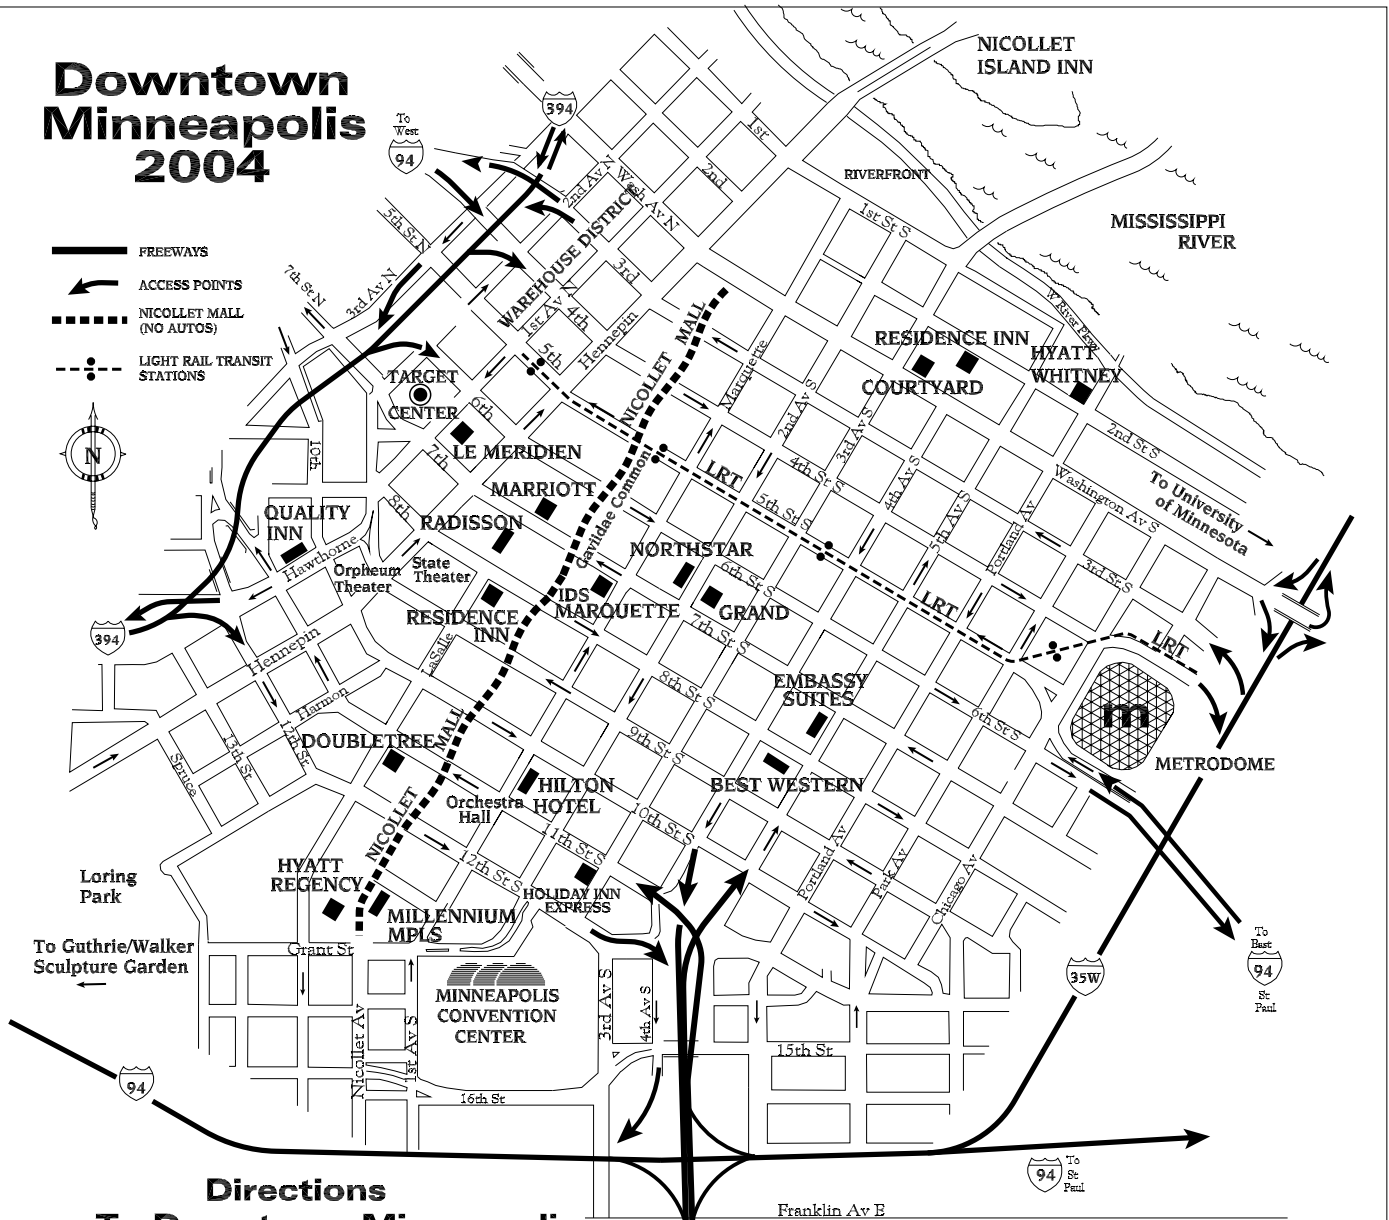 Downtown
Minneapolis
2004
FREEWAYS
ACCESS POINTS
NICOLLET MALL
(NO AUTOS)
LIGHT RAIL TRANSIT
STATIONS
N
To
West
94
394
NICOLLET
ISLAND INN
RIVERFRONT
MISSISSIPPI
RIVER
W River Pkwy
1st
2nd
2nd Av N
Wash Av N
WAREHOUSE DISTRICT
3rd
1st Av N
4th
5th
Hennepin
5th St N
7th St N
3rd Av N
1st St S
NICOLLET MALL
Marquette
2nd Av S
3rd Av S
4th Av S
5th Av S
Portland Av
RESIDENCE INN
COURTYARD
HYATT
WHITNEY
2nd St S
Washington Av S
To University
of Minnesota
3rd St S
4th St S
5th St S
LRT
LRT
LRT
TARGET
CENTER
6th
7th
8th
10th
LE MERIDIEN
MARRIOTT
RADISSON
Gaviidae Common
QUALITY
INN
Hawthorne
Orpheum
Theater
State
Theater
RESIDENCE
INN
IDS
MARQUETTE
NORTHSTAR
GRAND
6th St S
7th St S
8th St S
9th St S
10th St S
11th St S
12th St S
394
Hennepin
Harmon
LaSalle
Spruce
13th St
12th St
DOUBLETREE
NICOLLET MALL
EMBASSY
SUITES
BEST WESTERN
6th St S
m
METRODOME
HILTON
HOTEL
Orchestra
Hall
HYATT
REGENCY
MILLENNIUM
MPLS
HOLIDAY INN
EXPRESS
Portland Av
Park AV
Chicago Av
Loring
Park
To Guthrie/Walker
Sculpture Garden
Grant St
MINNEAPOLIS
CONVENTION
CENTER
3rd Av S
4th Av S
Nicollet Av
1st Av S
15th St
16th St
35W
To
East
94
St
Paul
94
94
To
St
Paul
Franklin Av E
Directions